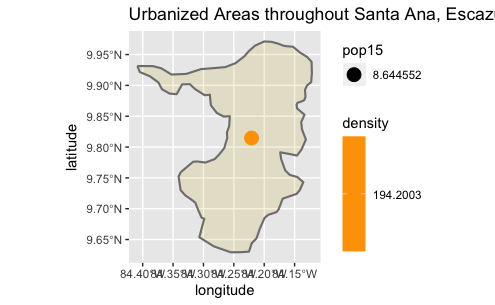 Urbanized Areas throughout Santa Ana, Escaz
9.95°N
9.90°N
9.85°N
9.80°N
9.75°N
9.70°N
9.65°N
latitude
84.40°W 84.35°W 84.30°W 84.25°W 84.20°W 84.15°W
longitude
pop15
8.644552
density
194.2003